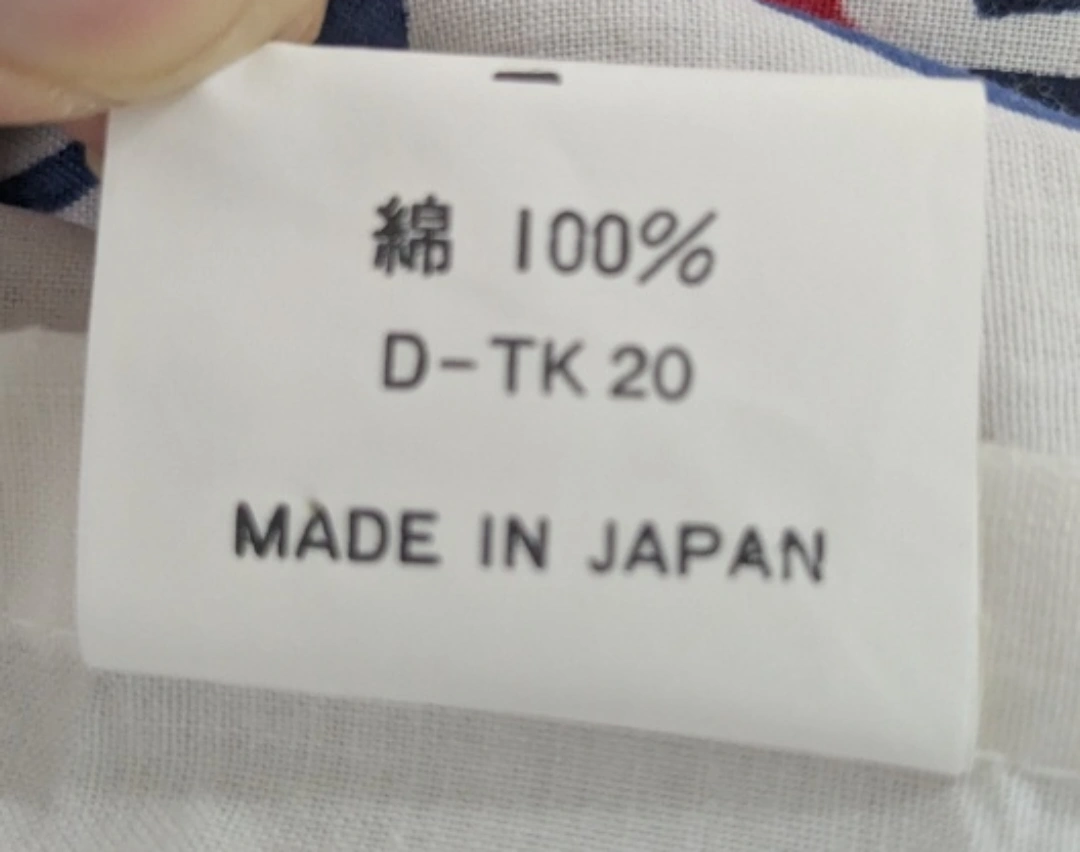 綿 100%
D-TK 20
MADE IN JAPAN